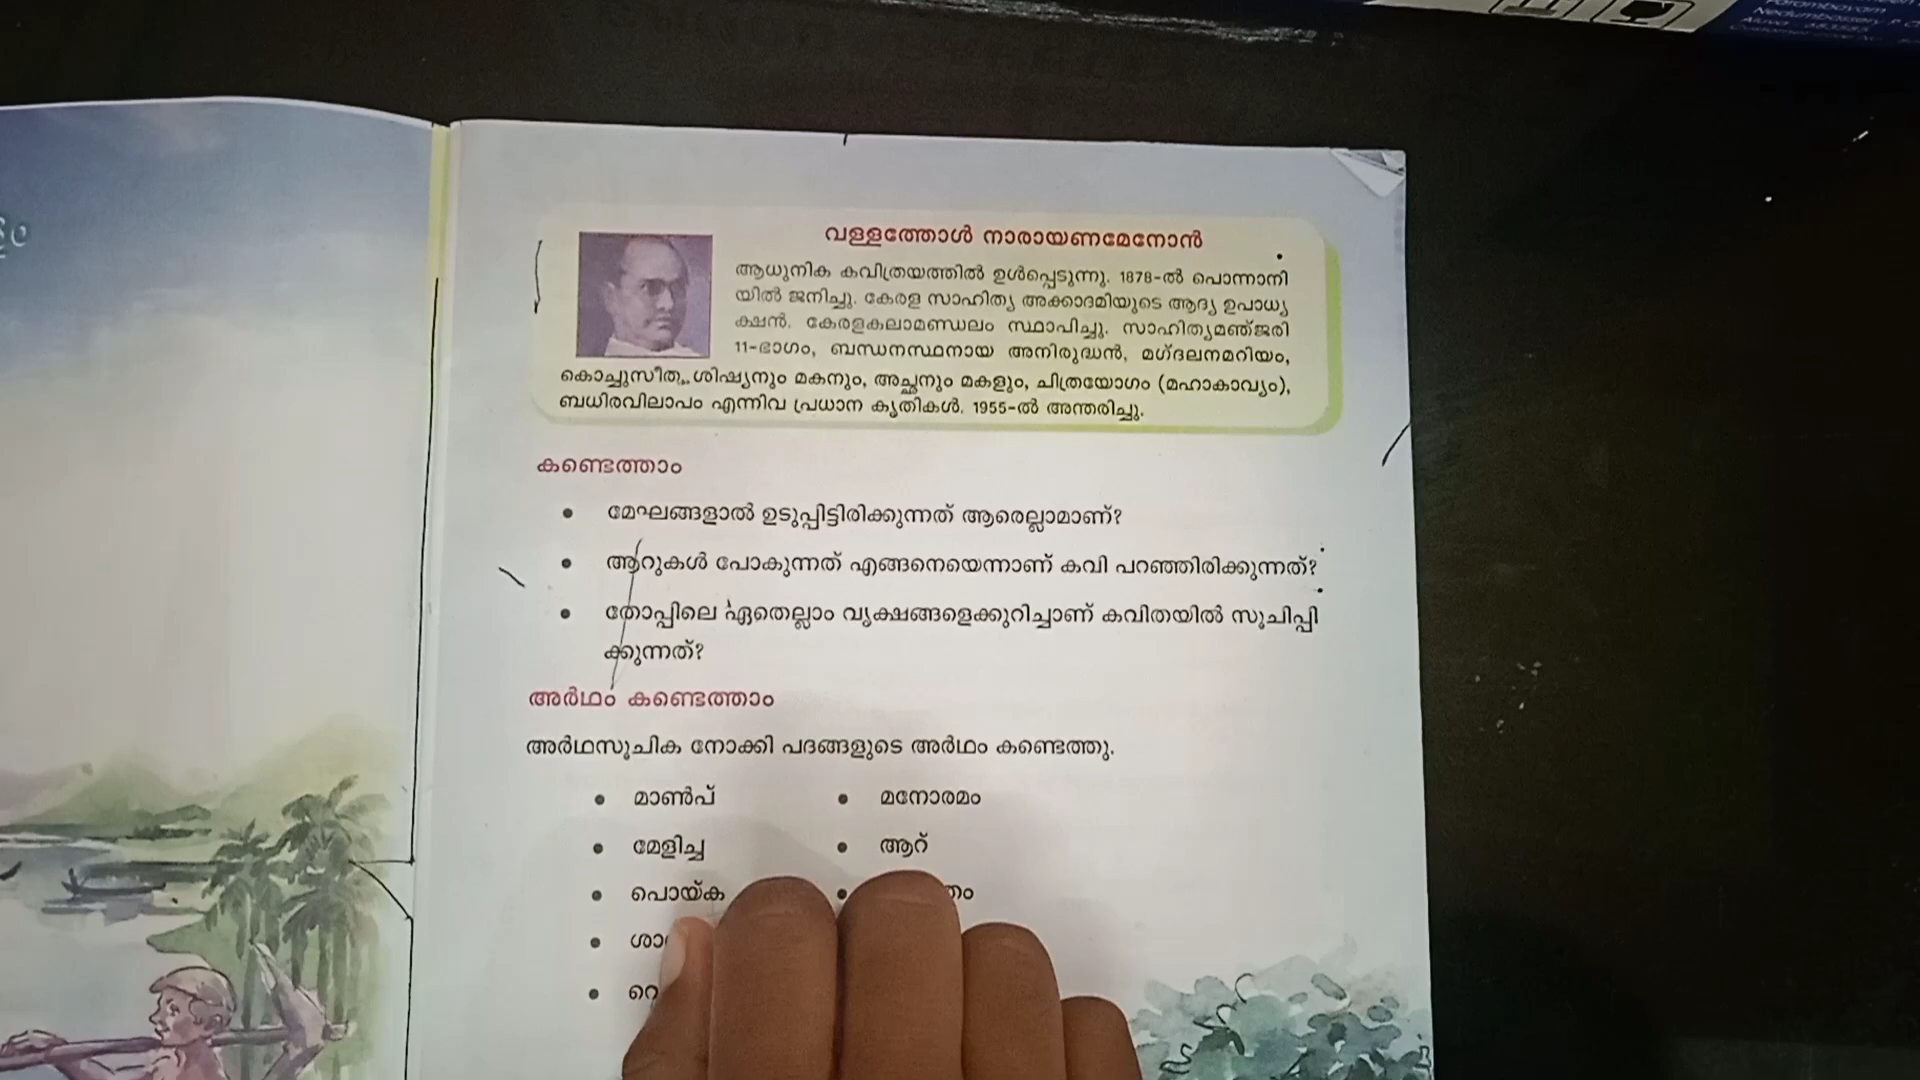 വള്ളത്തോൾ നാരായണമേനോൻ
ആധുനിക കവിത്രയത്തിൽ ഉൾപ്പെടുന്നു. 1878-ൽ പൊന്നാനി
യിൽ ജനിച്ചു. കേരള സാഹിത്യ അക്കാദമിയുടെ ആദ്യ ഉപാധ്യ
ക്ഷൻ. കേരളകലാമണ്ഡലം സ്ഥാപിച്ചു. സാഹിത്യമഞ്ജരി
11-ഭാഗം, ബന്ധനസ്ഥനായ അനിരുദ്ധൻ, മഗ്ദലനമറിയം,
കൊച്ചുസീത, ശിഷ്യനും മകനും, അച്ഛനും മകളും, ചിത്രയോഗം (മഹാകാവ്യം),
ബധിരവിലാപം എന്നിവ പ്രധാന കൃതികൾ. 1955-ൽ അന്തരിച്ചു.
കണ്ടെത്താം
• മേഘങ്ങളാൽ ഉടുപ്പിട്ടിരിക്കുന്നത് ആരെല്ലാമാണ്?
• ആറുകൾ പോകുന്നത് എങ്ങനെയെന്നാണ് കവി പറഞ്ഞിരിക്കുന്നത്?
• തോപ്പിലെ ഏതെല്ലാം വൃക്ഷങ്ങളെക്കുറിച്ചാണ് കവിതയിൽ സൂചിപ്പി
ക്കുന്നത്?
അർഥം കണ്ടെത്താം
അർഥസൂചിക നോക്കി പദങ്ങളുടെ അർഥം കണ്ടെത്തു.
• മാൺപ് • മനോരമം
• മേളിച്ച • ആറ്
• പൊയ്ക